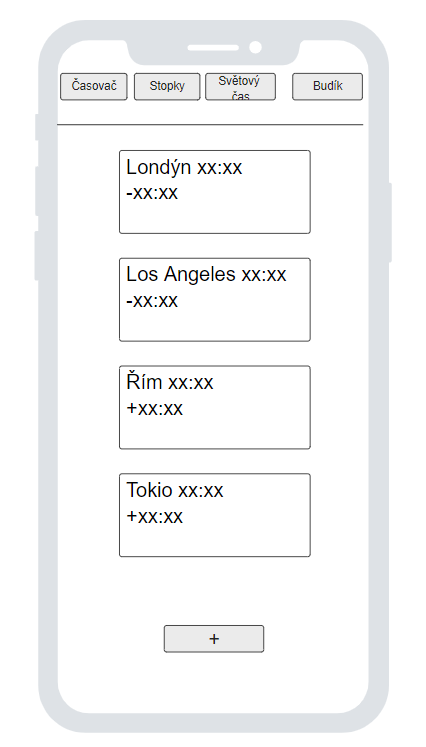 Časovač
Stopky
Světový
čas
Budík
Londýn xx:xx
-xx:xx
Los Angeles xx:xx
-xx:xx
Řím xx:xx
+xx:xx
Tokio xx:xx
+xx:xx
+